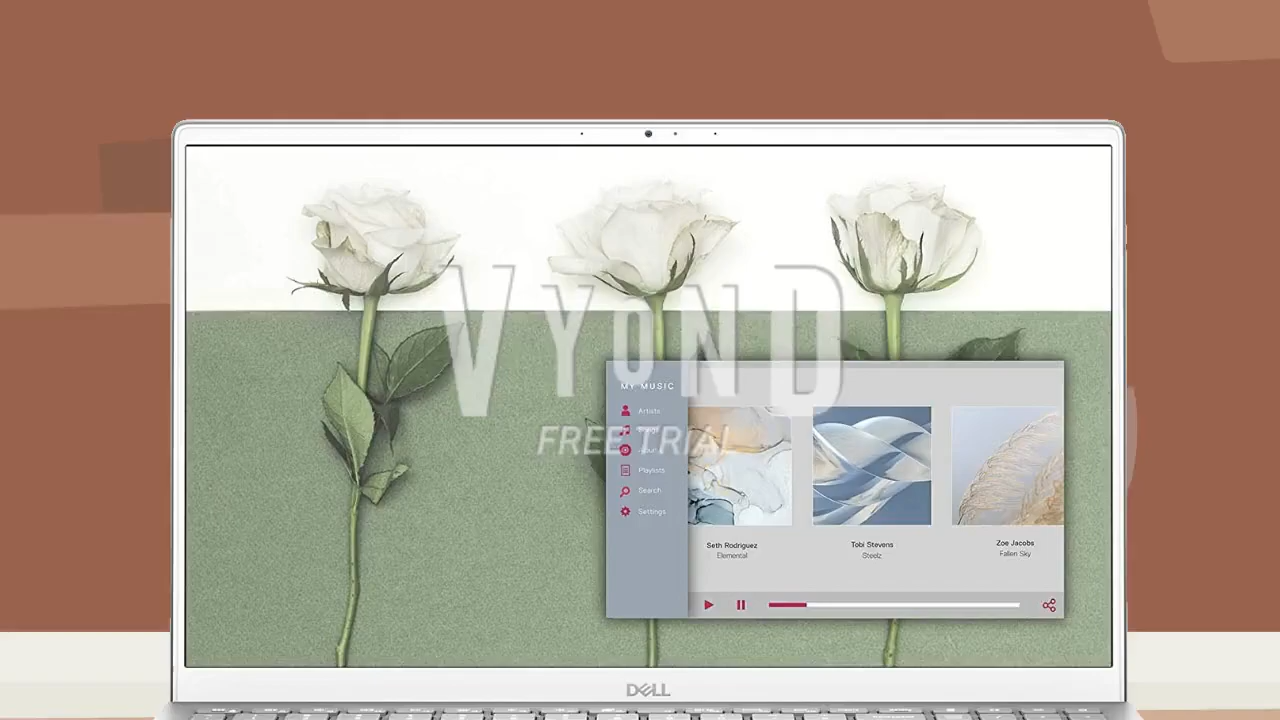 VYOND
FREE TRIAL
MY MUSIC
Artists
Playlists
Search
Settings
Seth Rodriguez
Elemental
Tobi Stevens
Steelz
Zoe Jacobs
Fallen Sky
DELL